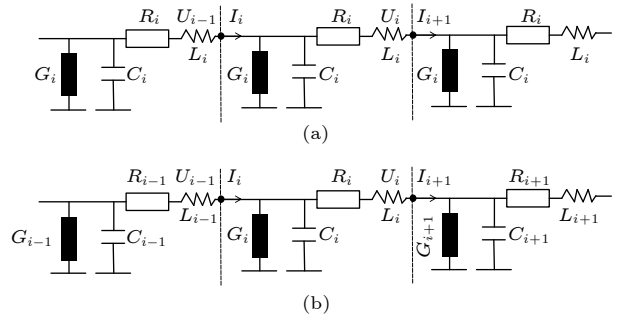 R_i U_{i−1} I_i R_i U_i I_{i+1} R_i
L_i L_i L_i
G_i C_i G_i C_i G_i C_i
(a)
R_{i−1} U_{i−1} I_i R_i U_i I_{i+1} R_{i+1}
L_{i−1} L_i L_{i+1}
G_{i−1} C_{i−1} G_i C_i G_{i+1} C_{i+1}
(b)